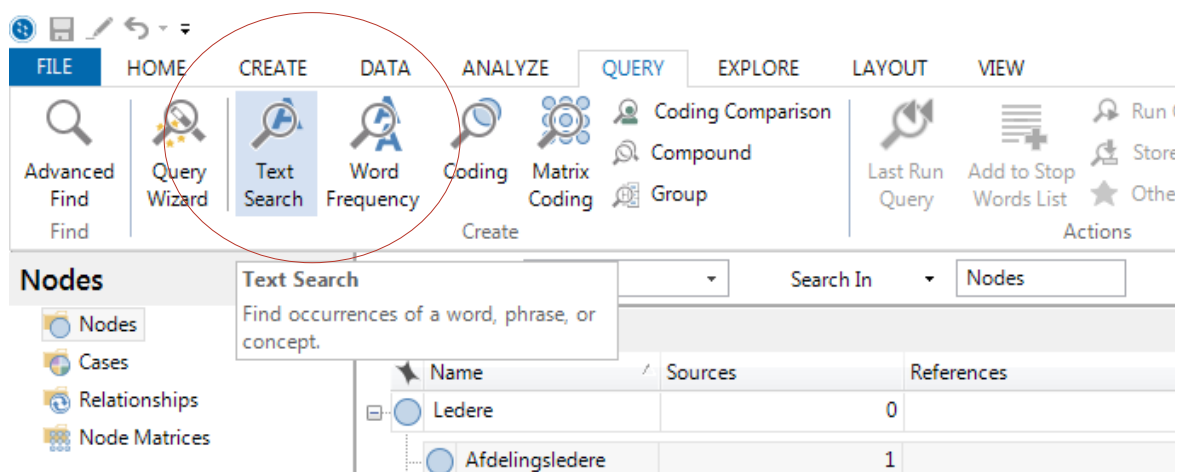 FILE HOME CREATE DATA ANALYZE QUERY EXPLORE LAYOUT VIEW
Advanced Find
Query Wizard
Text Search
Word Frequency
Coding
Matrix Coding
Coding Comparison
Compound
Group
Last Run Query
Add to Stop Words List
Run
Store
Othe
Find Create Actions
Nodes
Text Search
Find occurrences of a word, phrase, or
concept.
Search In Nodes
Nodes
Cases
Relationships
Node Matrices
Name Sources References
Ledere 0
Afdelingsledere 1